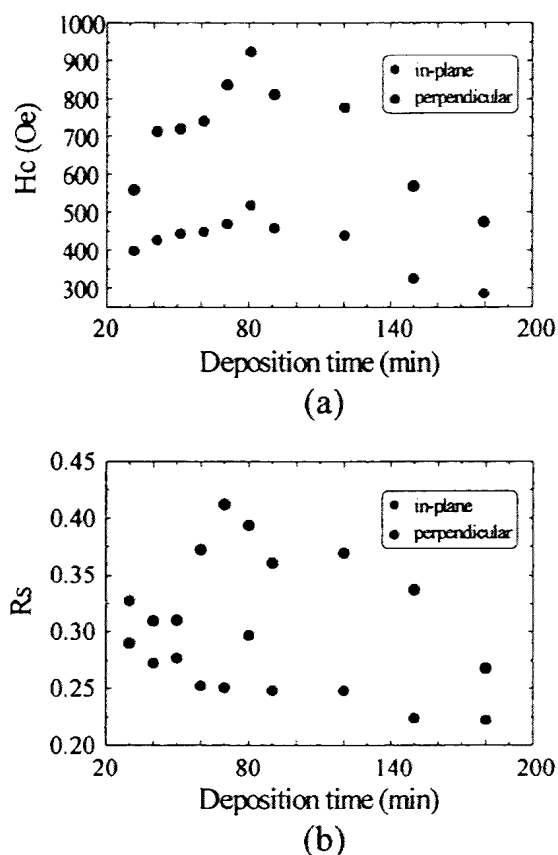 1000
900
800
700
600
500
400
300
Hc (Oe)
in-plane
perpendicular
20 80 140 200
Deposition time (min)
(a)
0.45
0.40
0.35
0.30
0.25
0.20
Rs
in-plane
perpendicular
20 80 140 200
Deposition time (min)
(b)